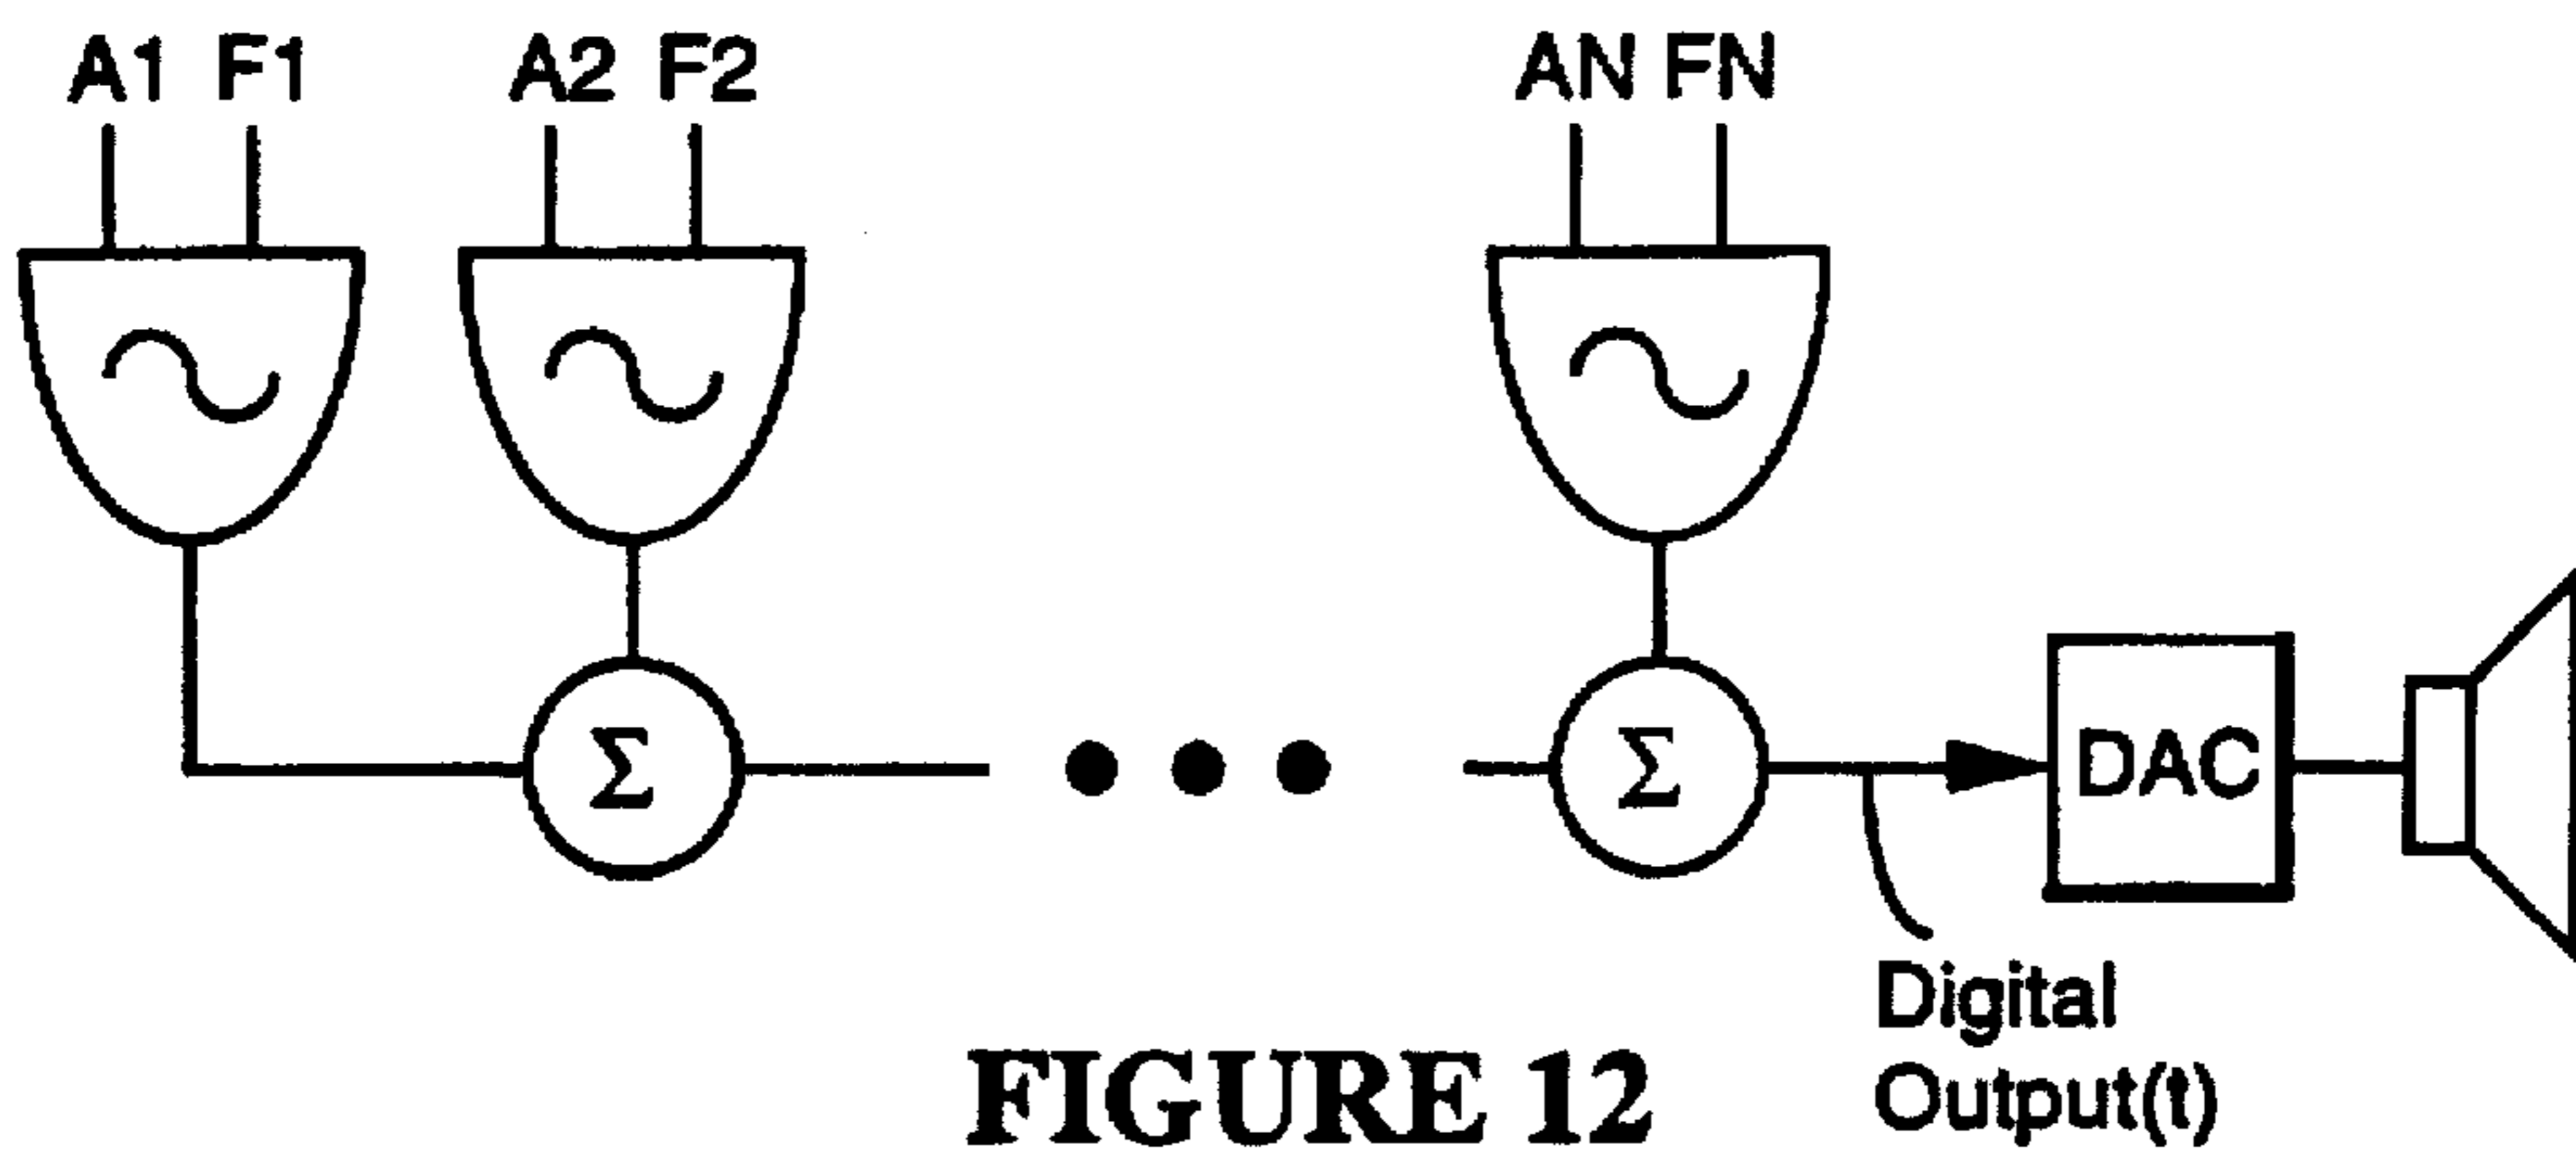 A1 F1 A2 F2 AN FN
Σ Σ DAC
Digital
Output(t)
FIGURE 12